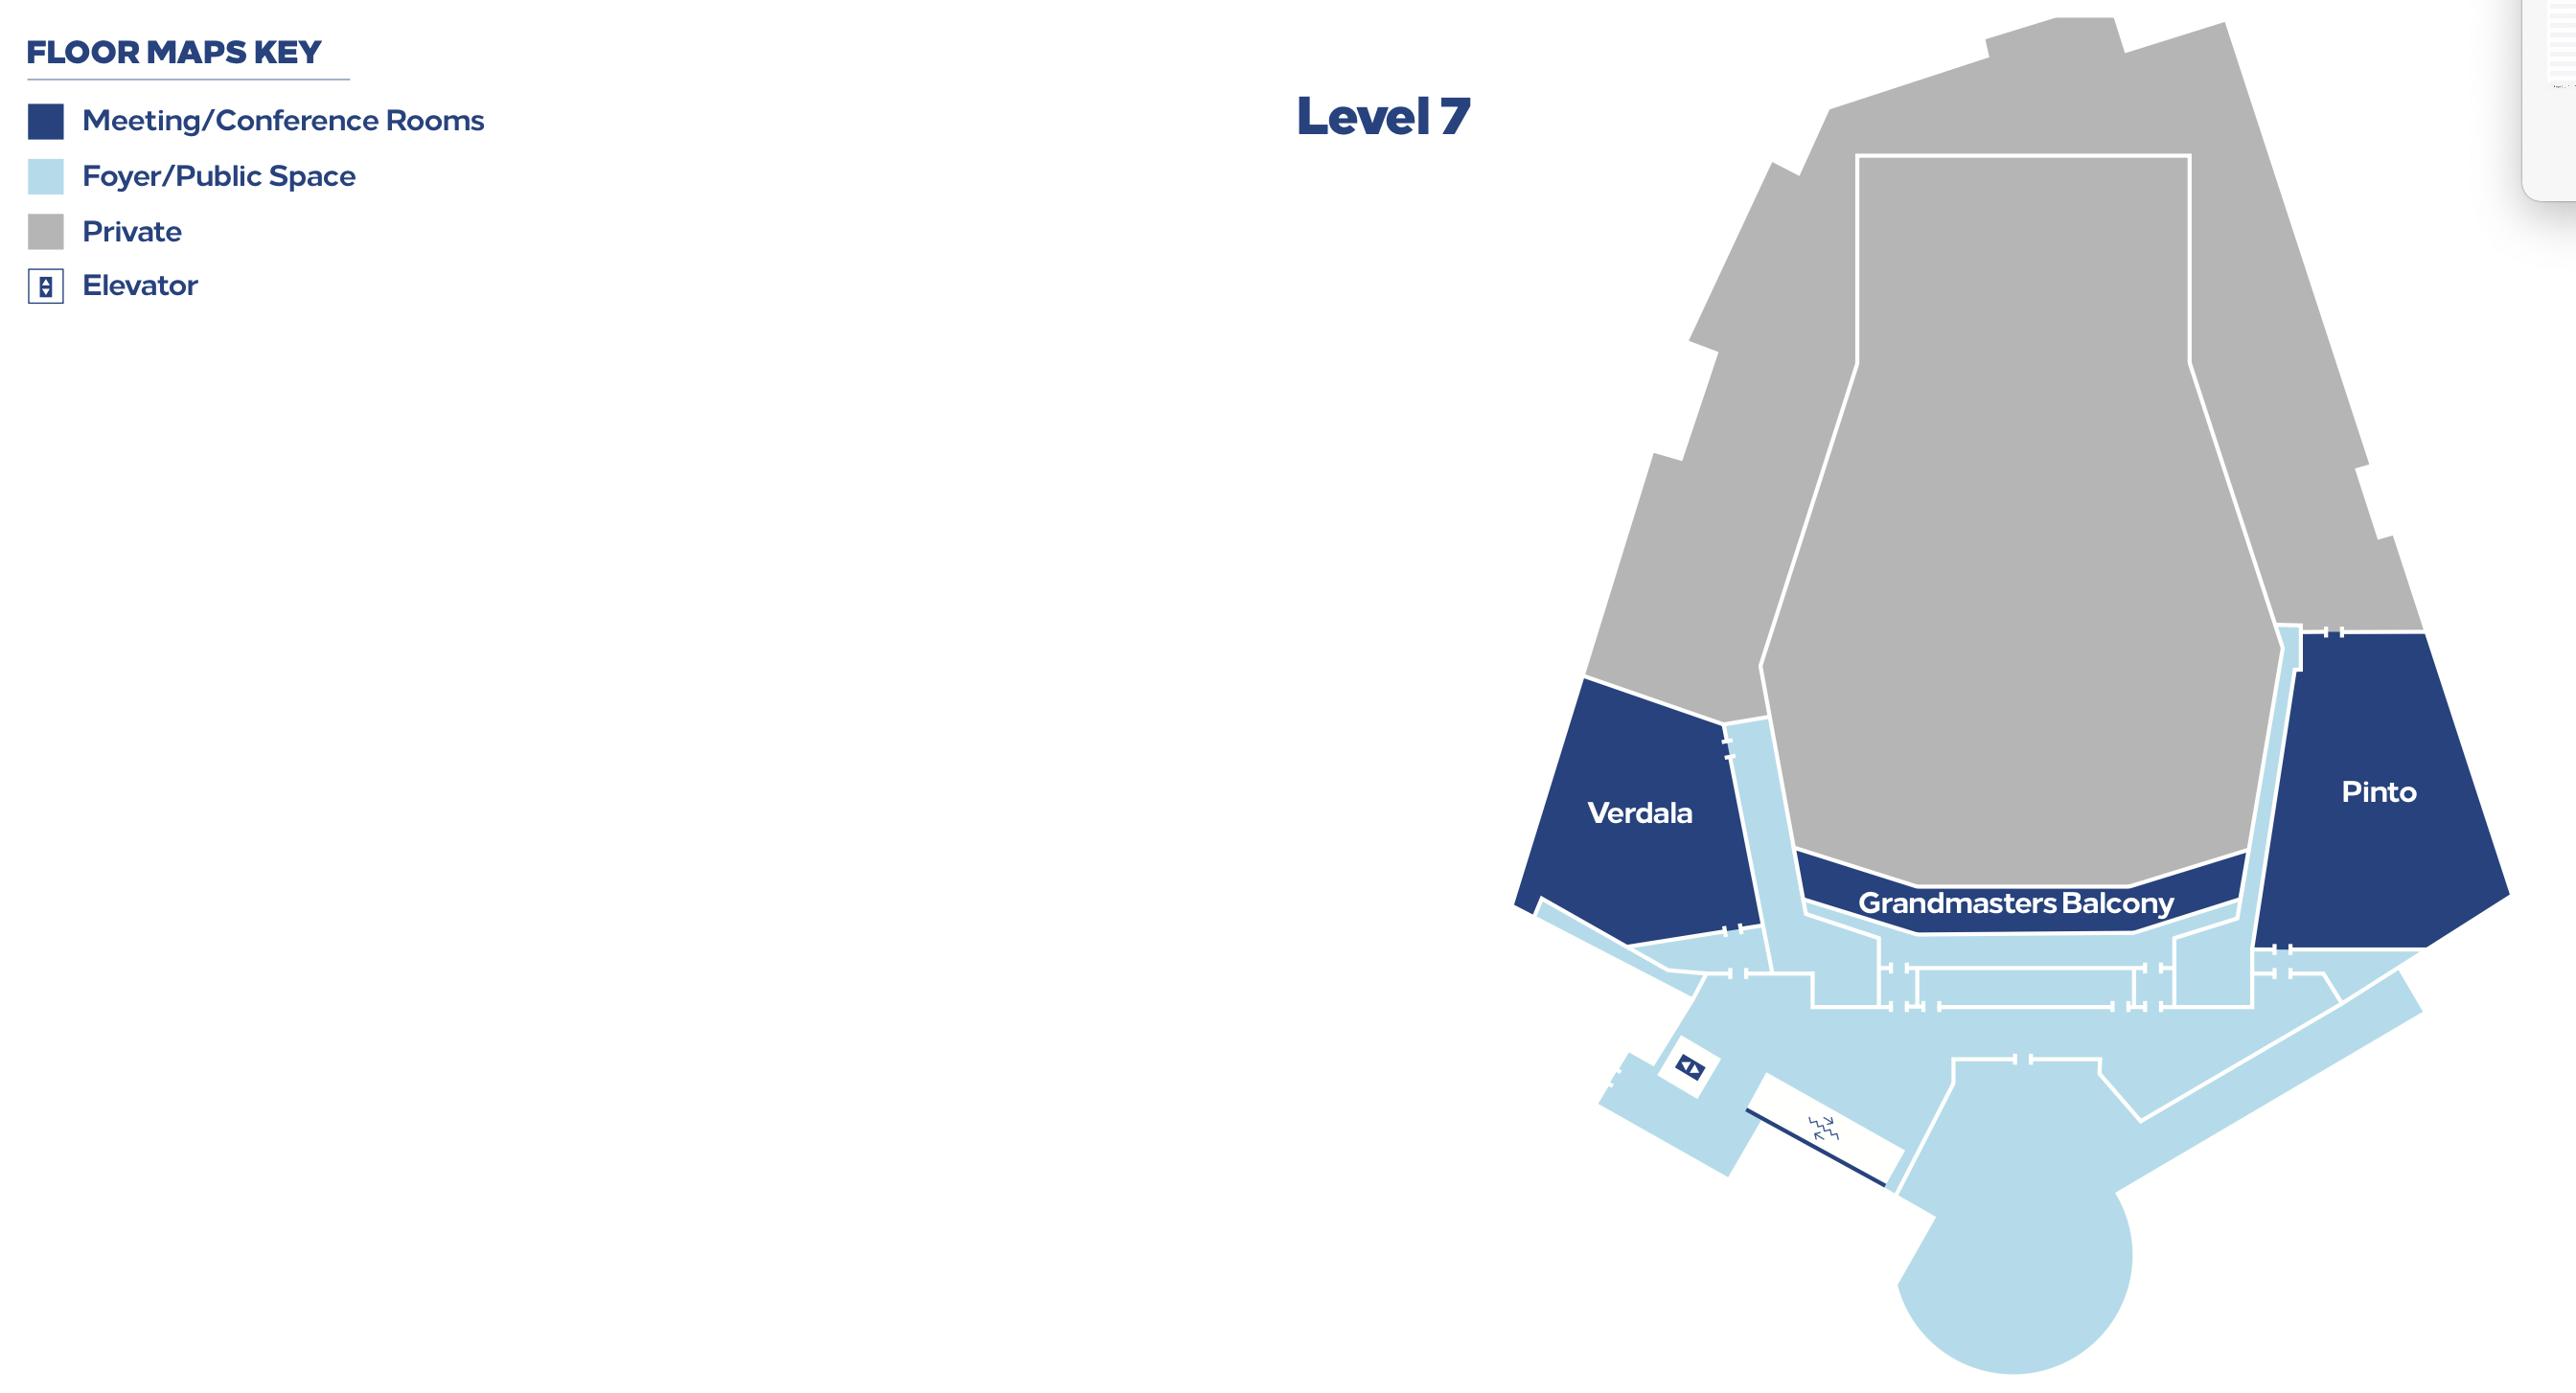 FLOOR MAPS KEY
Meeting/Conference Rooms
Foyer/Public Space
Private
Elevator
Level 7
Verdala
Pinto
Grandmasters Balcony